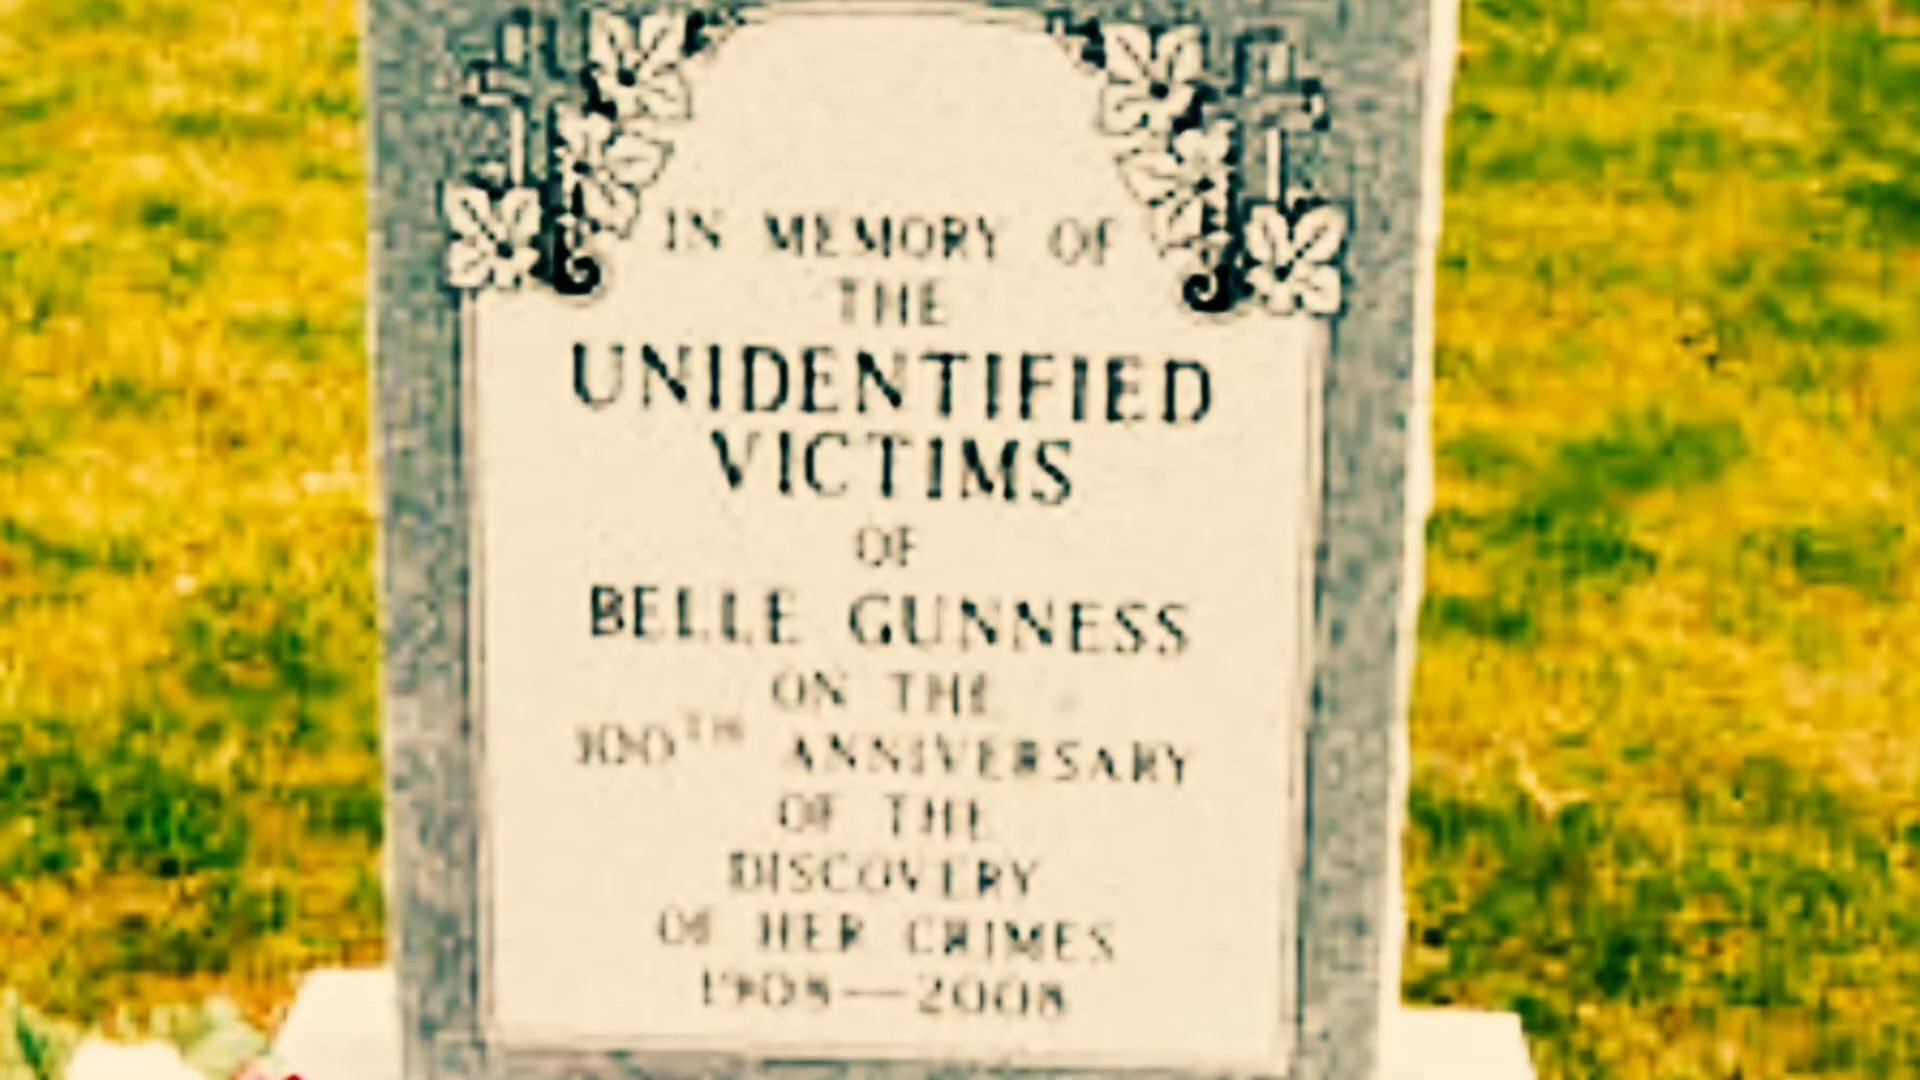 IN MEMORY OF
THE
UNIDENTIFIED
VICTIMS
OF
BELLE GUNNESS
ON THE
100TH ANNIVERSARY
OF THE
DISCOVERY
OF HER CRIMES
1908—2008